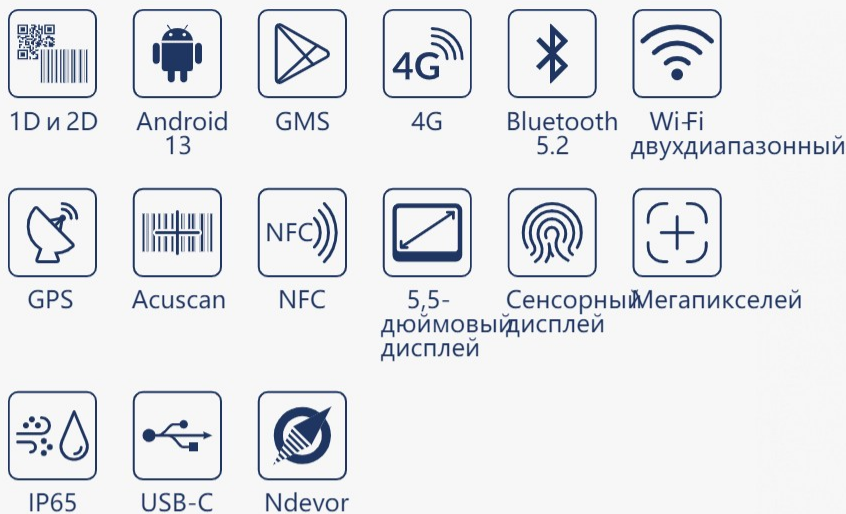 4G
1D и 2D
Android
13
GMS
4G
Bluetooth
5.2
Wi-Fi
двухдиапазонный
NFC
GPS
Acuscan
NFC
5,5-
дюймовый
дисплей
Сенсорный
дисплей
Мегапикселей
IP65
USB-C
Ndevor